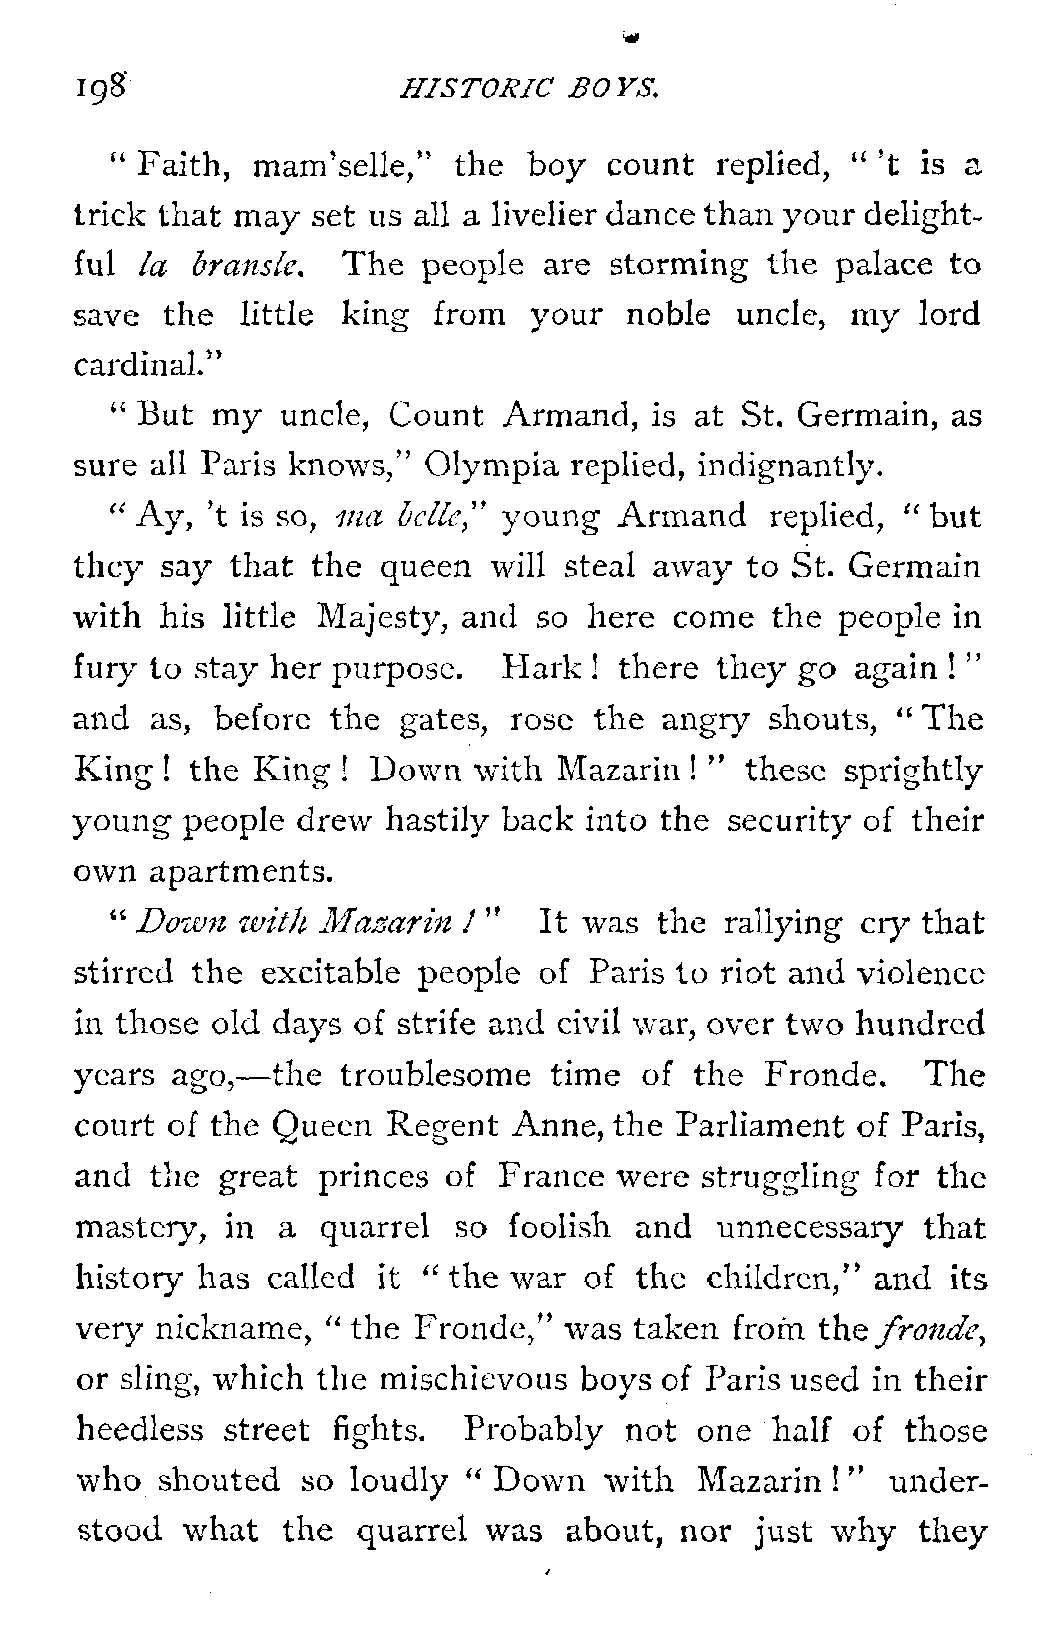 198 HISTORIC BOYS.
" Faith, mam'selle," the boy count replied, " 't is a
trick that may set us all a livelier dance than your delight-
ful la bransle. The people are storming the palace to
save the little king from your noble uncle, my lord
cardinal."
" But my uncle, Count Armand, is at St. Germain, as
sure all Paris knows," Olympia replied, indignantly.
" Ay, 't is so, ma belle," young Armand replied, " but
they say that the queen will steal away to St. Germain
with his little Majesty, and so here come the people in
fury to stay her purpose. Hark ! there they go again ! "
and as, before the gates, rose the angry shouts, " The
King ! the King ! Down with Mazarin ! " these sprightly
young people drew hastily back into the security of their
own apartments.
" Down with Mazarin ! " It was the rallying cry that
stirred the excitable people of Paris to riot and violence
in those old days of strife and civil war, over two hundred
years ago,—the troublesome time of the Fronde. The
court of the Queen Regent Anne, the Parliament of Paris,
and the great princes of France were struggling for the
mastery, in a quarrel so foolish and unnecessary that
history has called it " the war of the children," and its
very nickname, " the Fronde," was taken from the fronde,
or sling, which the mischievous boys of Paris used in their
heedless street fights. Probably not one half of those
who shouted so loudly " Down with Mazarin ! " under-
stood what the quarrel was about, nor just why they